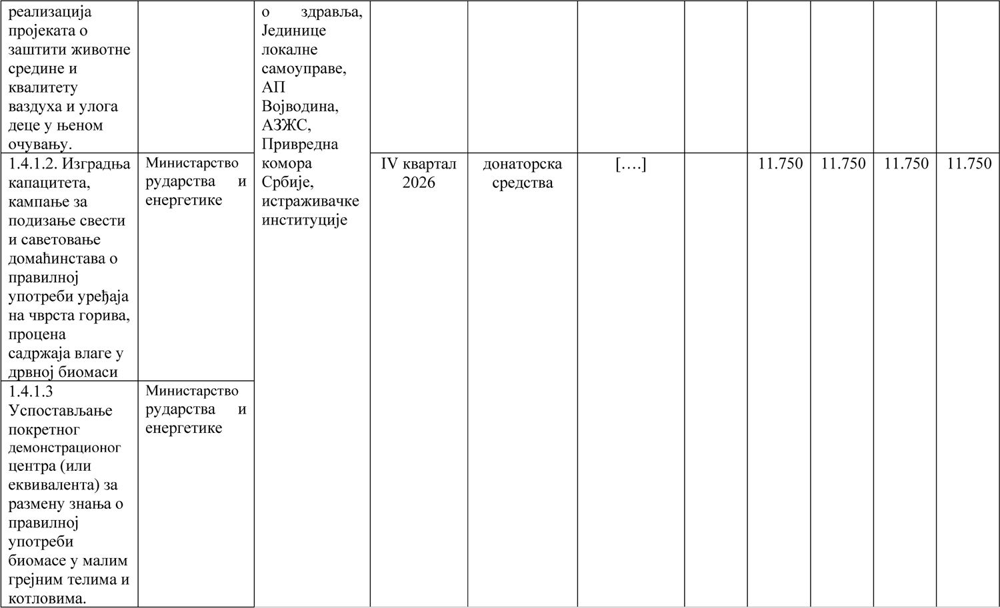 реализација
пројеката о
заштити животне
средине и
квалитету
ваздуха и улога
деце у њеном
очувању.
о здравља,
Јединице
локалне
самоуправе,
АП
Војводина,
АЗЖС,
Привредна
комора
Србије,
истраживачке
институције
1.4.1.2. Изградња
капацитета,
кампање за
подизање свести
и саветовање
домаћинстава о
правилној
употреби уређаја
на чврста горива,
процена
садржаја влаге у
дрвној биомаси
Министарство
рударства и
енергетике
IV квартал
2026
донаторска
средства
[….]
11.750
11.750
11.750
11.750
1.4.1.3
Успостављање
покретног
демонстрационог
центра (или
еквивалента) за
размену знања о
правилној
употреби
биомасе у малим
грејним телима и
котловима.
Министарство
рударства и
енергетике